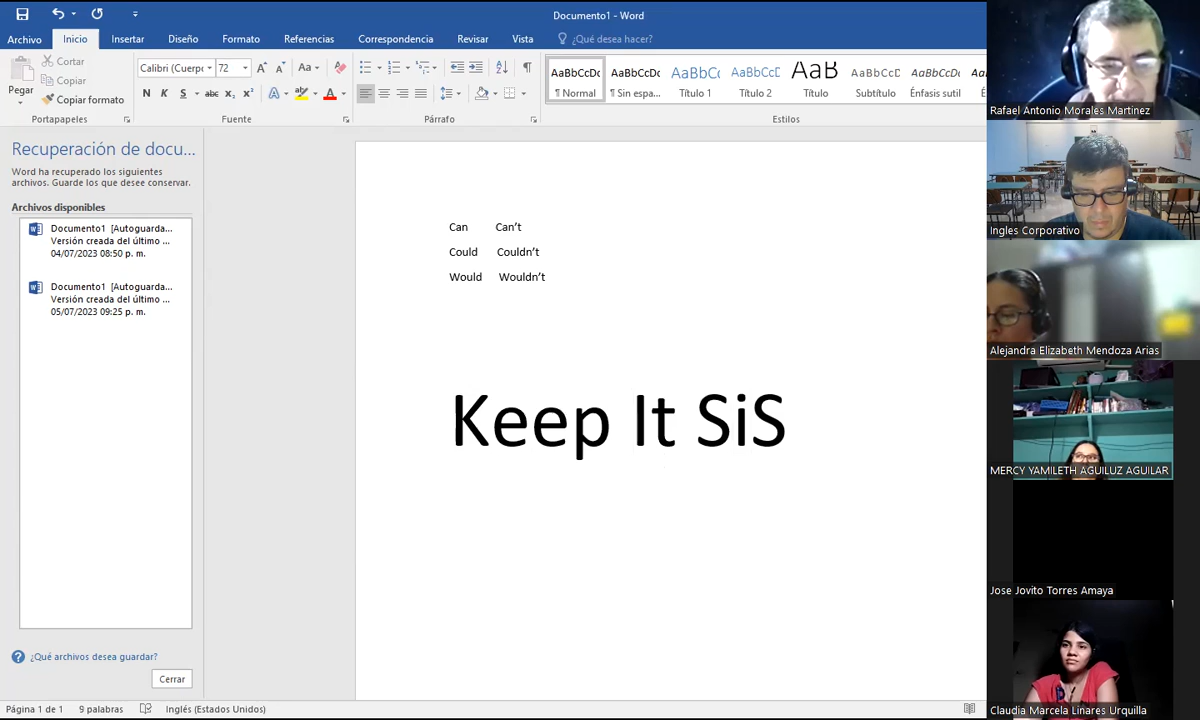 Documento1 - Word
Archivo Inicio Insertar Diseño Formato Referencias Correspondencia Revisar Vista ¿Qué desea hacer?
Pegar
Cortar
Copiar
Copiar formato
Portapapeles
Calibri (Cuerpo 72
Aa
N K S abc x₂ x²
Fuente
Párrafo
AaBbCcDc AaBbCcDc AaBbCc AaBbCcD AaB AaBbCcD AaBbCcDc
¶ Normal ¶ Sin espa... Título 1 Título 2 Título Subtítulo Énfasis sutil
Estilos
Recuperación de docu...
Word ha recuperado los siguientes
archivos. Guarde los que desee conservar.
Archivos disponibles
Documento1 [Autoguarda...
Versión creada del último ...
04/07/2023 08:50 p. m.
Documento1 [Autoguarda...
Versión creada del último ...
05/07/2023 09:25 p. m.
¿Qué archivos desea guardar?
Cerrar
Can Can't
Could Couldn't
Would Wouldn't
Keep It SiS
Página 1 de 1 9 palabras Inglés (Estados Unidos)
Rafael Antonio Morales Martinez
Ingles Corporativo
Alejandra Elizabeth Mendoza Arias
MERCY YAMILETH AGUILUZ AGUILAR
Jose Jovito Torres Amaya
Claudia Marcela Linares Urquilla